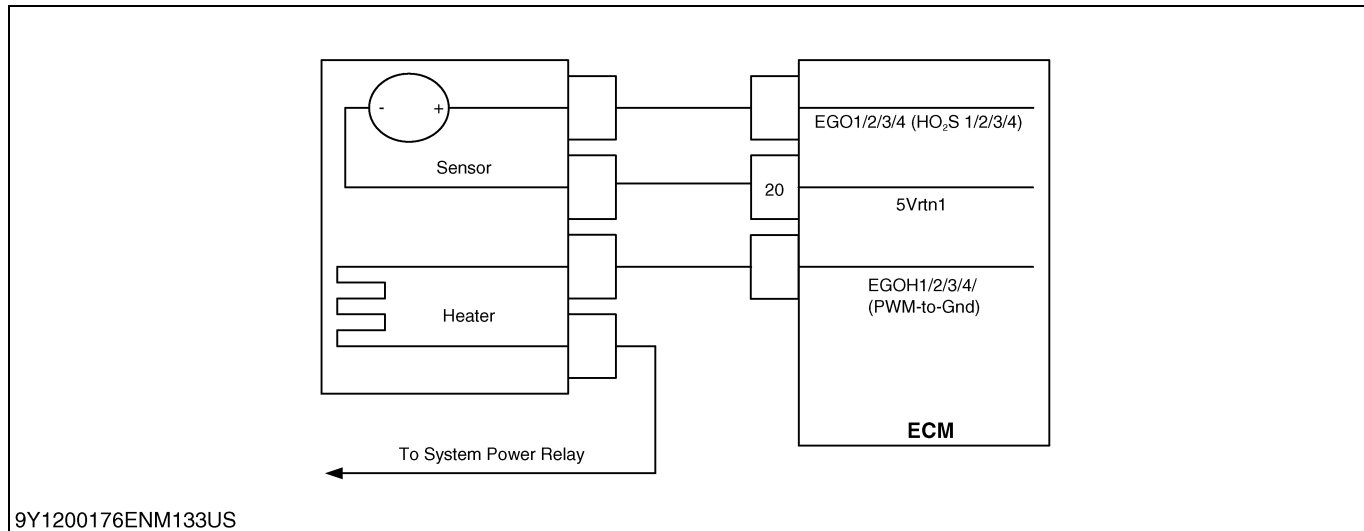 - +
EGO1/2/3/4 (HO₂S 1/2/3/4)
Sensor
20
5Vrtn1
EGOH1/2/3/4/
(PWM-to-Gnd)
Heater
ECM
To System Power Relay
9Y1200176ENM133US